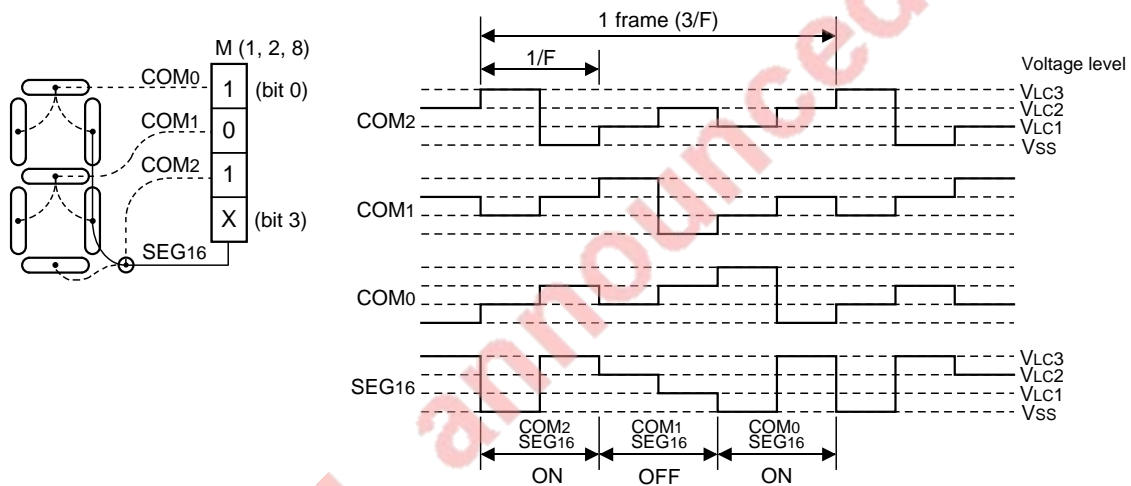 1 frame (3/F)
1/F
Voltage level
M (1, 2, 8)
COM0
1
(bit 0)
COM1
0
COM2
1
X
(bit 3)
SEG16
COM2
VLC3
VLC2
VLC1
VSS
COM1
COM0
SEG16
VLC3
VLC2
VLC1
VSS
COM2
SEG16
COM1
SEG16
COM0
SEG16
ON
OFF
ON
announced